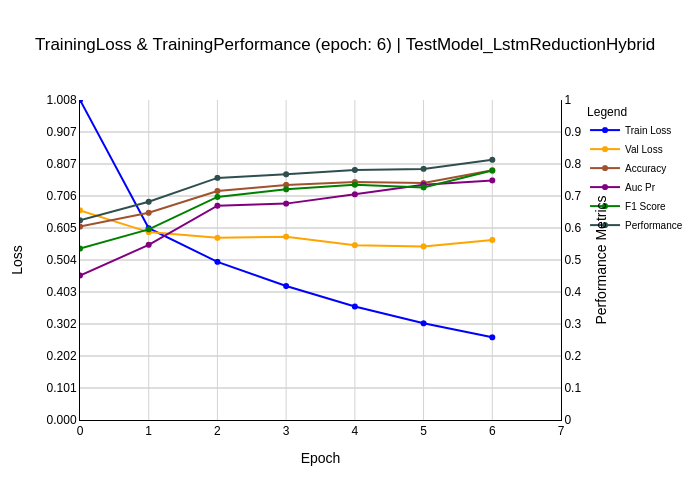 TrainingLoss & TrainingPerformance (epoch: 6) | TestModel_LstmReductionHybrid
1.008
0.907
0.807
0.706
0.605
0.504
0.403
0.302
0.202
0.101
0.000
Loss
0 1 2 3 4 5 6 7
Epoch
1
0.9
0.8
0.7
0.6
0.5
0.4
0.3
0.2
0.1
0
Performance Metrics
Legend
Train Loss
Val Loss
Accuracy
Auc Pr
F1 Score
Performance